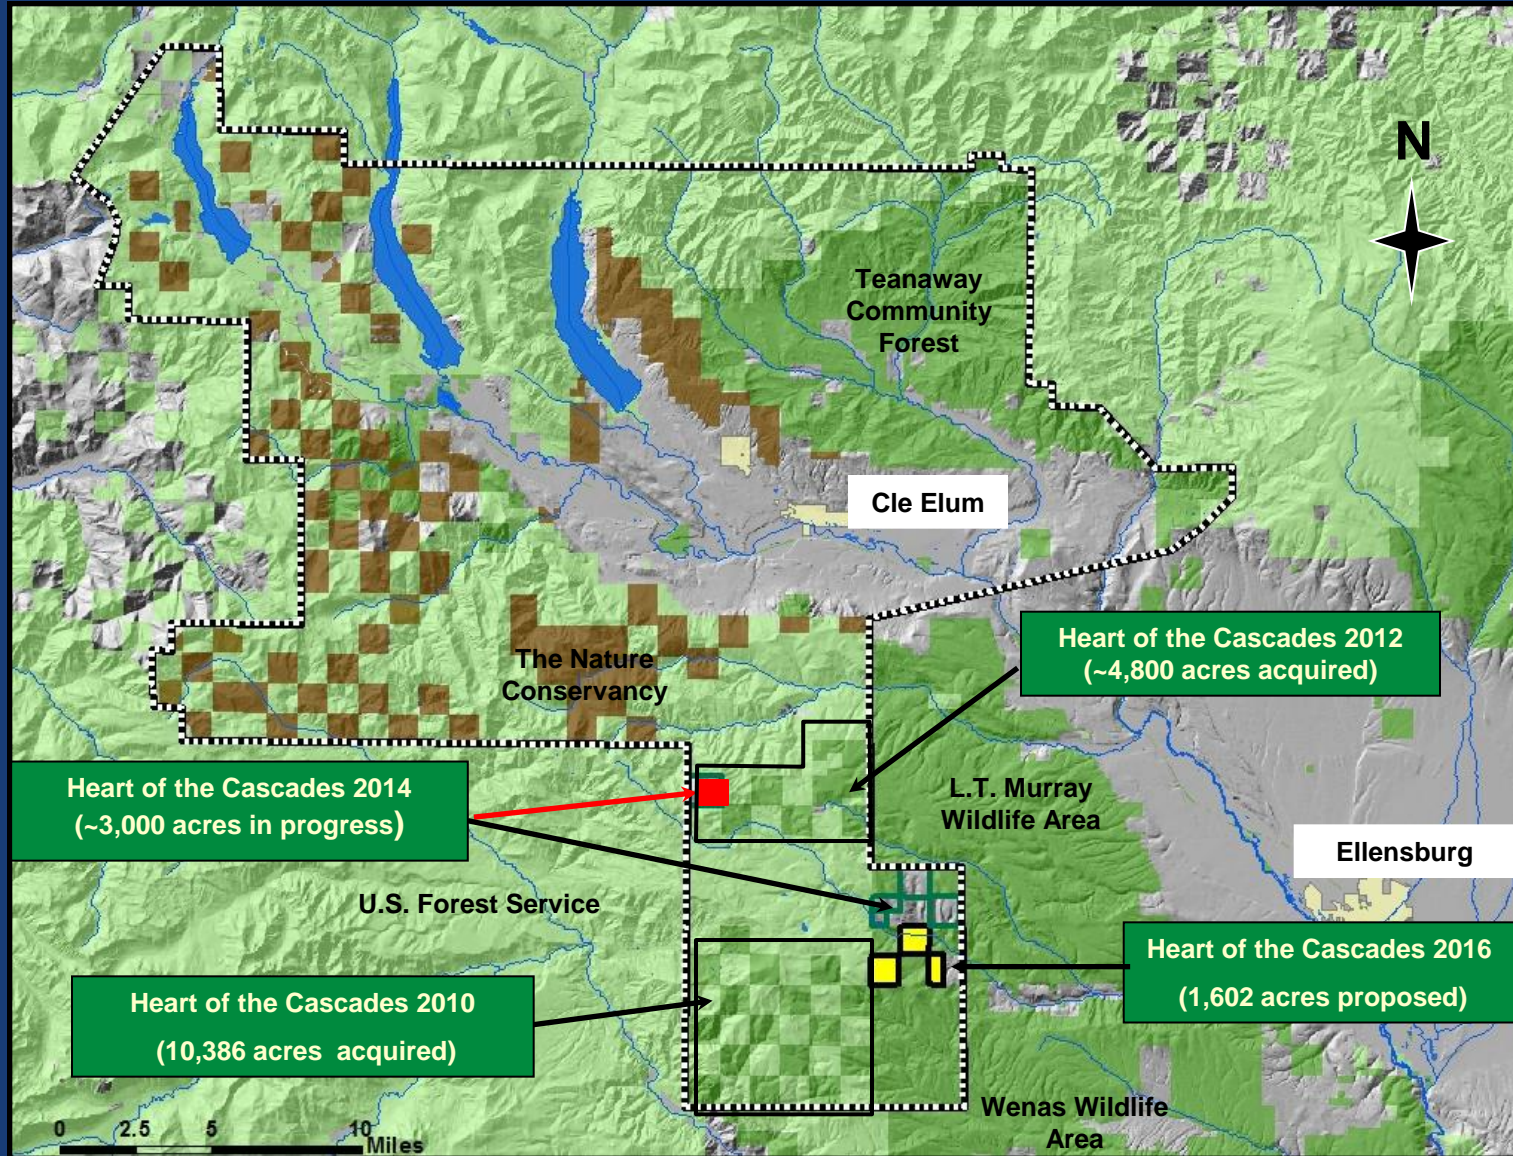 N
Teanaway
Community
Forest
Cle Elum
Heart of the Cascades 2012
(~4,800 acres acquired)
The Nature
Conservancy
Heart of the Cascades 2014
(~3,000 acres in progress)
L.T. Murray
Wildlife Area
Ellensburg
U.S. Forest Service
Heart of the Cascades 2016
(1,602 acres proposed)
Heart of the Cascades 2010
(10,386 acres acquired)
Wenas Wildlife
Area
0 2.5 5 10
Miles